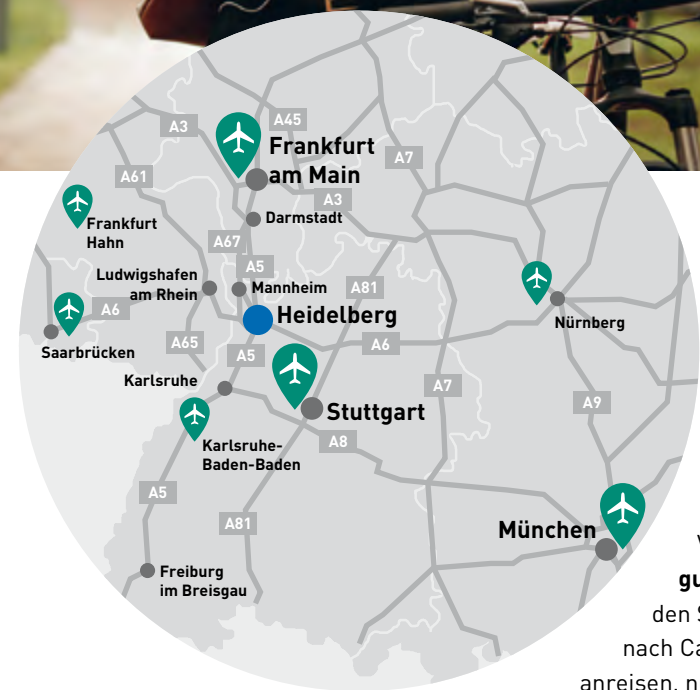 A3
A45
Frankfurt
am Main
A7
A61
A3
Frankfurt
Hahn
Darmstadt
A67
A5
Ludwigshafen
am Rhein
Mannheim
A81
A6
Heidelberg
Nürnberg
Saarbrücken
A65
A5
A6
Karlsruhe
A7
A9
Stuttgart
Karlsruhe-
Baden-Baden
A8
A5
A81
München
Freiburg
im Breisgau
gu
den S
nach Ca
anreisen, n